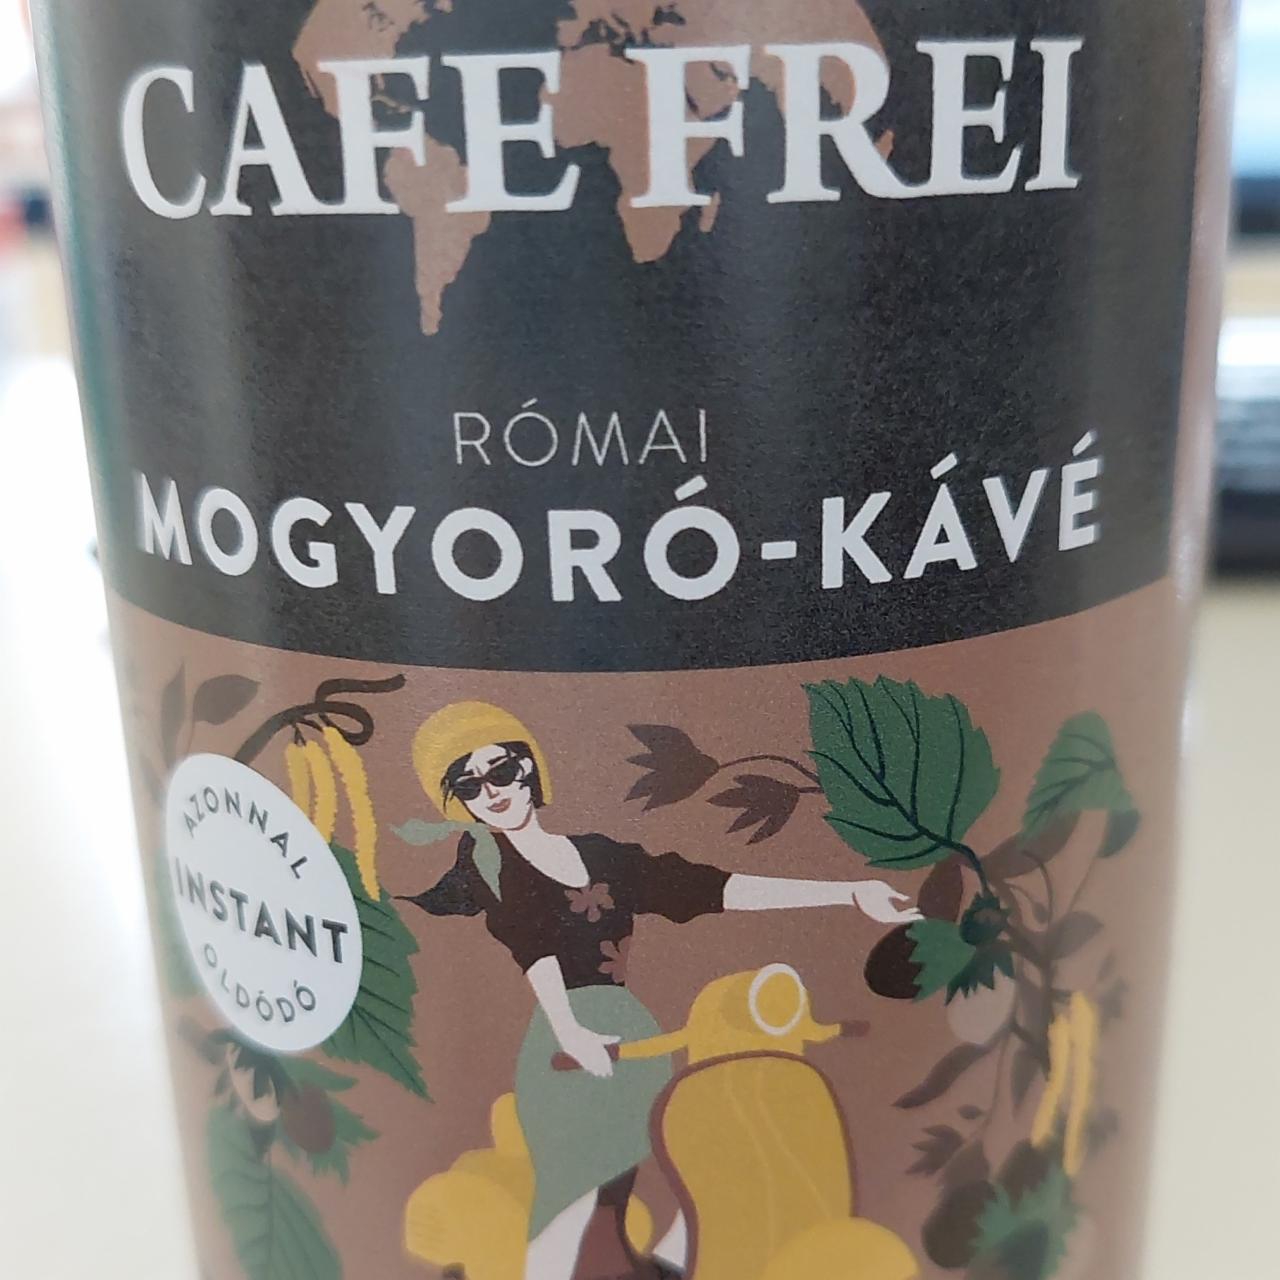 CAFE FREI
RÓMAI
MOGYORÓ-KÁVÉ
AZONNAL
INSTANT
OLDÓDÓ